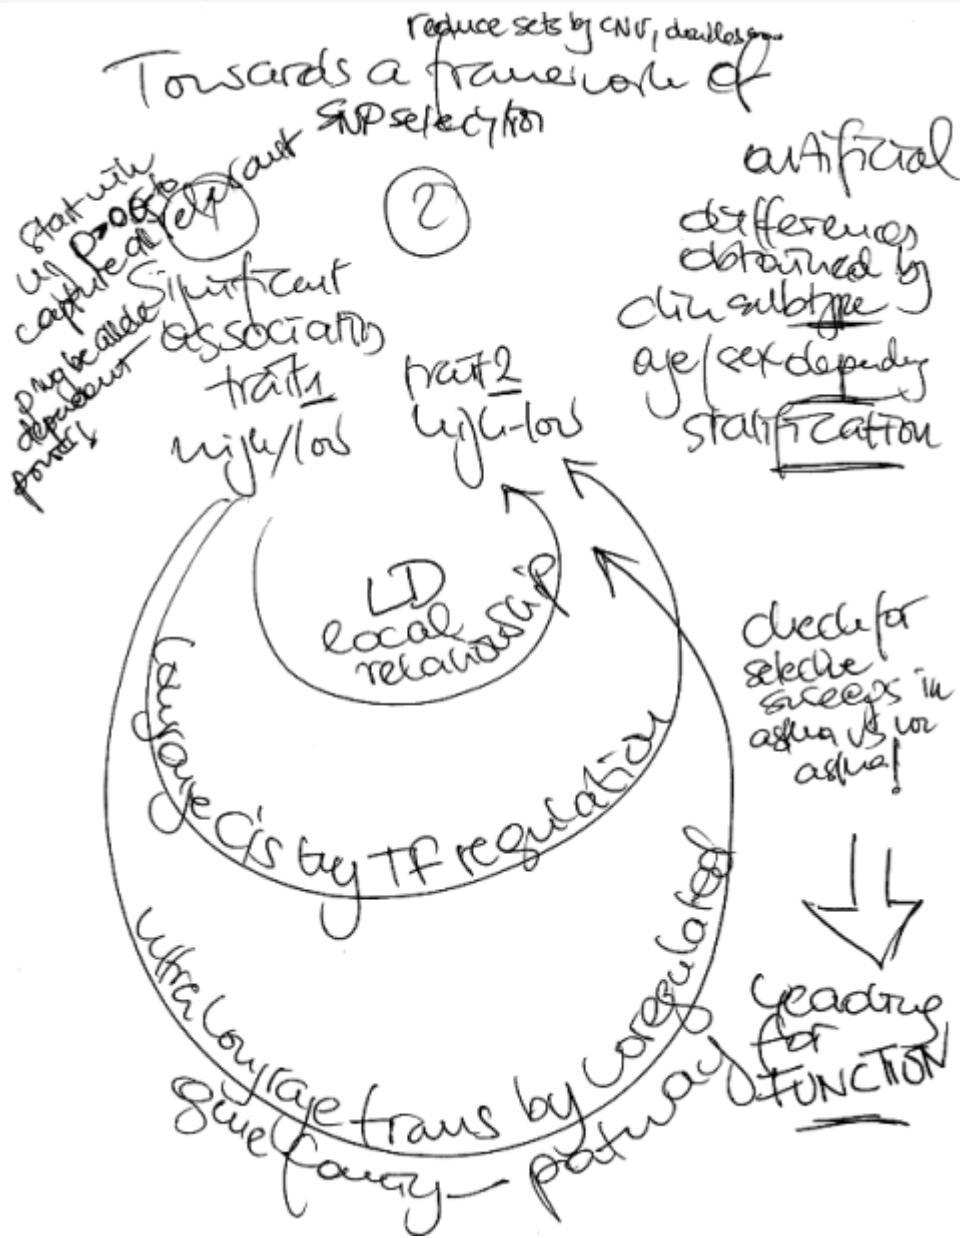 reduce sets by CNV,
Towards a framework of
SNP selection
start with
p>0.05 to
capture all relevant
p may be allele
dependent
1
2
Significant
association
trait 1
high/low
trait 2
high-low
artificial
differences
obtained by
clin subtype
age/sex depending
stratification
LD
local
relationship
Longrange Cis by TF regulation
ultra longrange trans by coregulated
gene family — pathway
check for
selective
sweeps in
asthma vs non
asthma!
Leading
for
FUNCTION